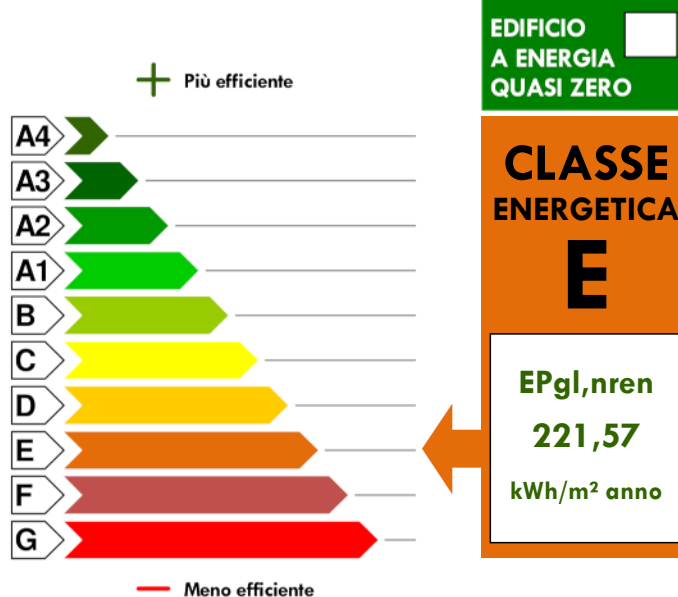 EDIFICIO
A ENERGIA
QUASI ZERO
Più efficiente
A4
A3
A2
A1
B
C
D
E
F
G
Meno efficiente
CLASSE
ENERGETICA
E
EPgl,nren
221,57
kWh/m² anno